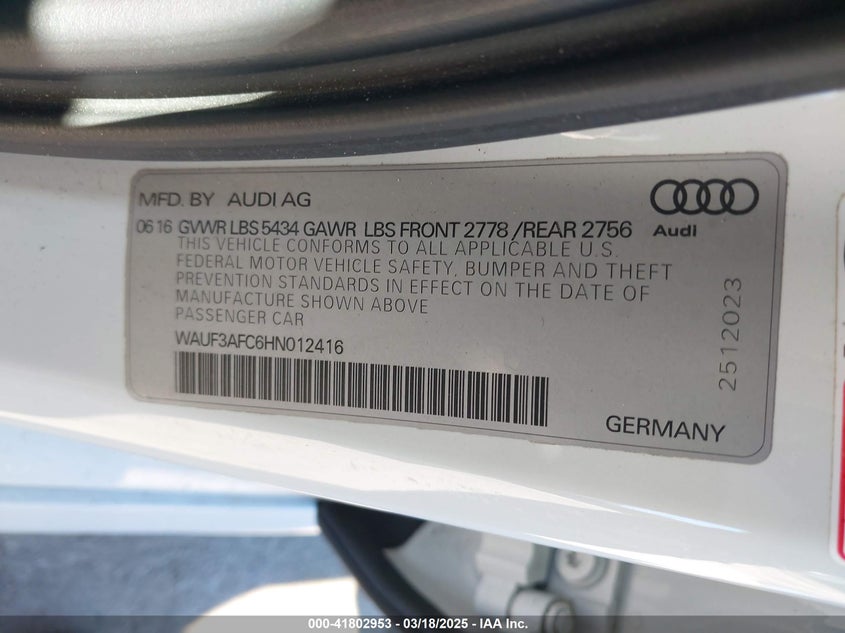 MFD. BY AUDI AG
Audi
06 16 GVWR LBS 5434 GAWR LBS FRONT 2778 /REAR 2756
THIS VEHICLE CONFORMS TO ALL APPLICABLE U.S.
FEDERAL MOTOR VEHICLE SAFETY, BUMPER AND THEFT
PREVENTION STANDARDS IN EFFECT ON THE DATE OF
MANUFACTURE SHOWN ABOVE
PASSENGER CAR
WAUF3AFC6HN012416
2512023
GERMANY
000-41802953 - 03/18/2025 - IAA Inc.